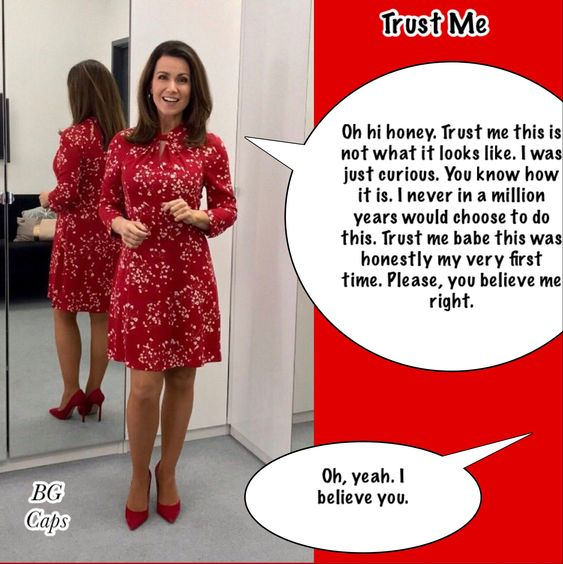 Trust Me
Oh hi honey. Trust me this is
not what it looks like. I was
just curious. You know how
it is. I never in a million
years would choose to do
this. Trust me babe this was
honestly my very first
time. Please, you believe me
right.
Oh, yeah. I
believe you.
BG
Caps